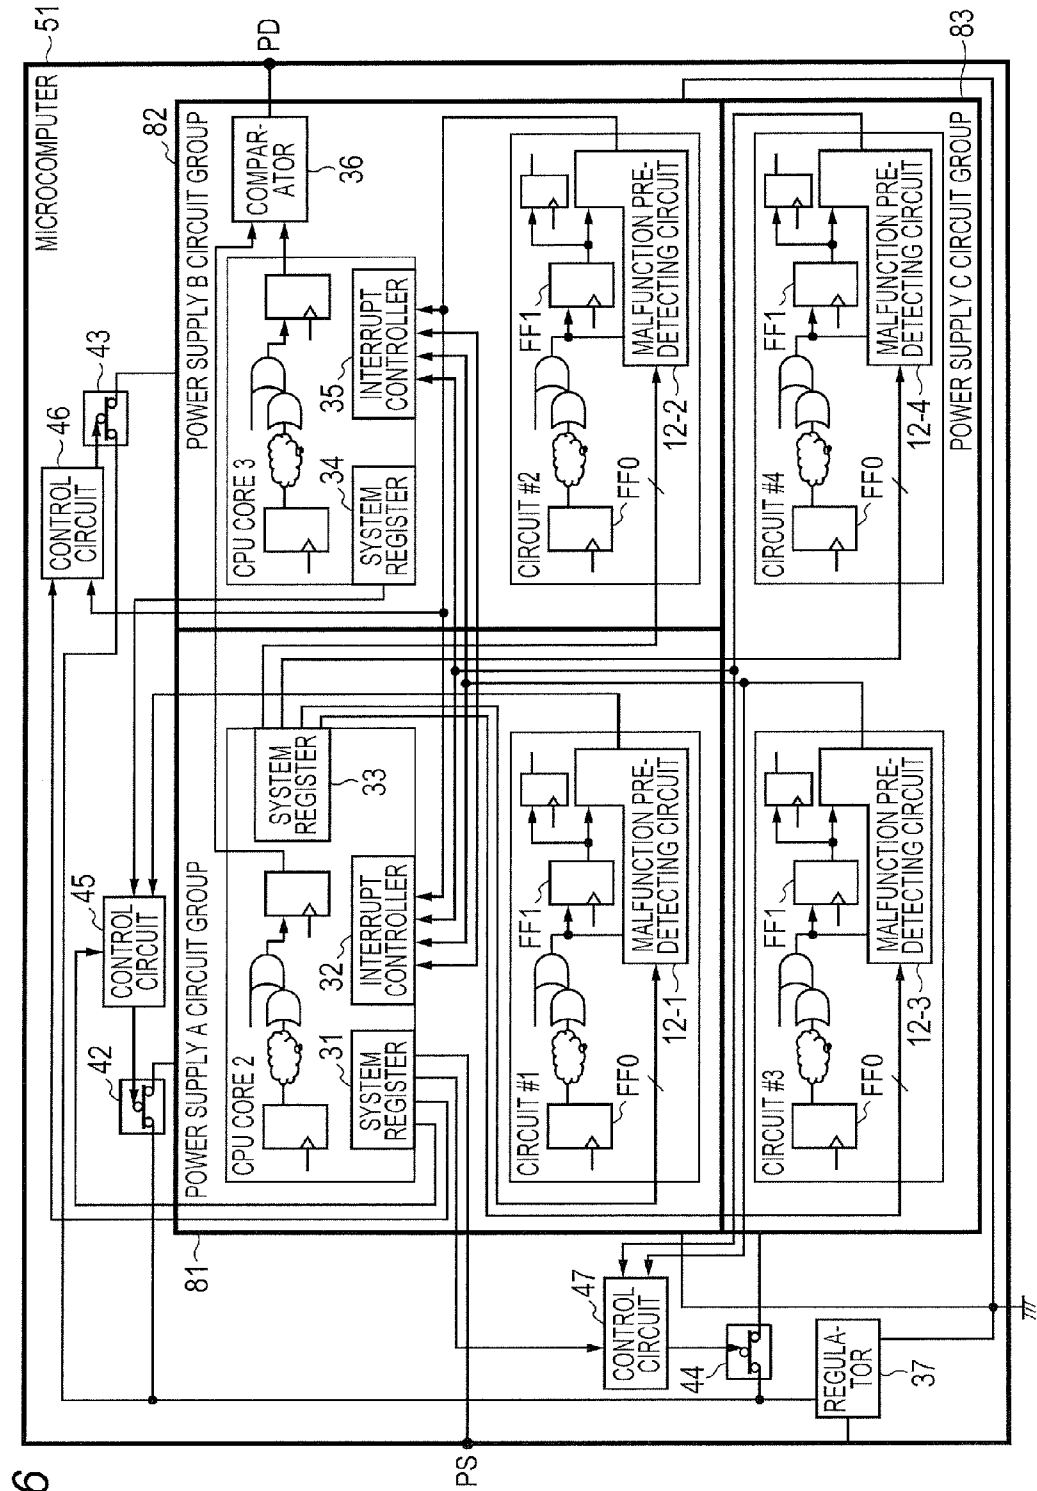 6
MICROCOMPUTER
51
46
CONTROL
CIRCUIT
43
45
CONTROL
CIRCUIT
42
82
81
POWER SUPPLY A CIRCUIT GROUP
POWER SUPPLY B CIRCUIT GROUP
PD
CPU CORE 2
SYSTEM
REGISTER
33
31
SYSTEM
REGISTER
32
INTERRUPT
CONTROLLER
CPU CORE 3
COMPAR-
ATOR
36
34
SYSTEM
REGISTER
35
INTERRUPT
CONTROLLER
PS
CIRCUIT #1
FF0
FF1
MALFUNCTION PRE-
DETECTING CIRCUIT
12-1
CIRCUIT #2
FF0
FF1
MALFUNCTION PRE-
DETECTING CIRCUIT
12-2
47
CONTROL
CIRCUIT
44
REGULA-
TOR
37
CIRCUIT #3
FF0
FF1
MALFUNCTION PRE-
DETECTING CIRCUIT
12-3
CIRCUIT #4
FF0
FF1
MALFUNCTION PRE-
DETECTING CIRCUIT
12-4
POWER SUPPLY C CIRCUIT GROUP
83